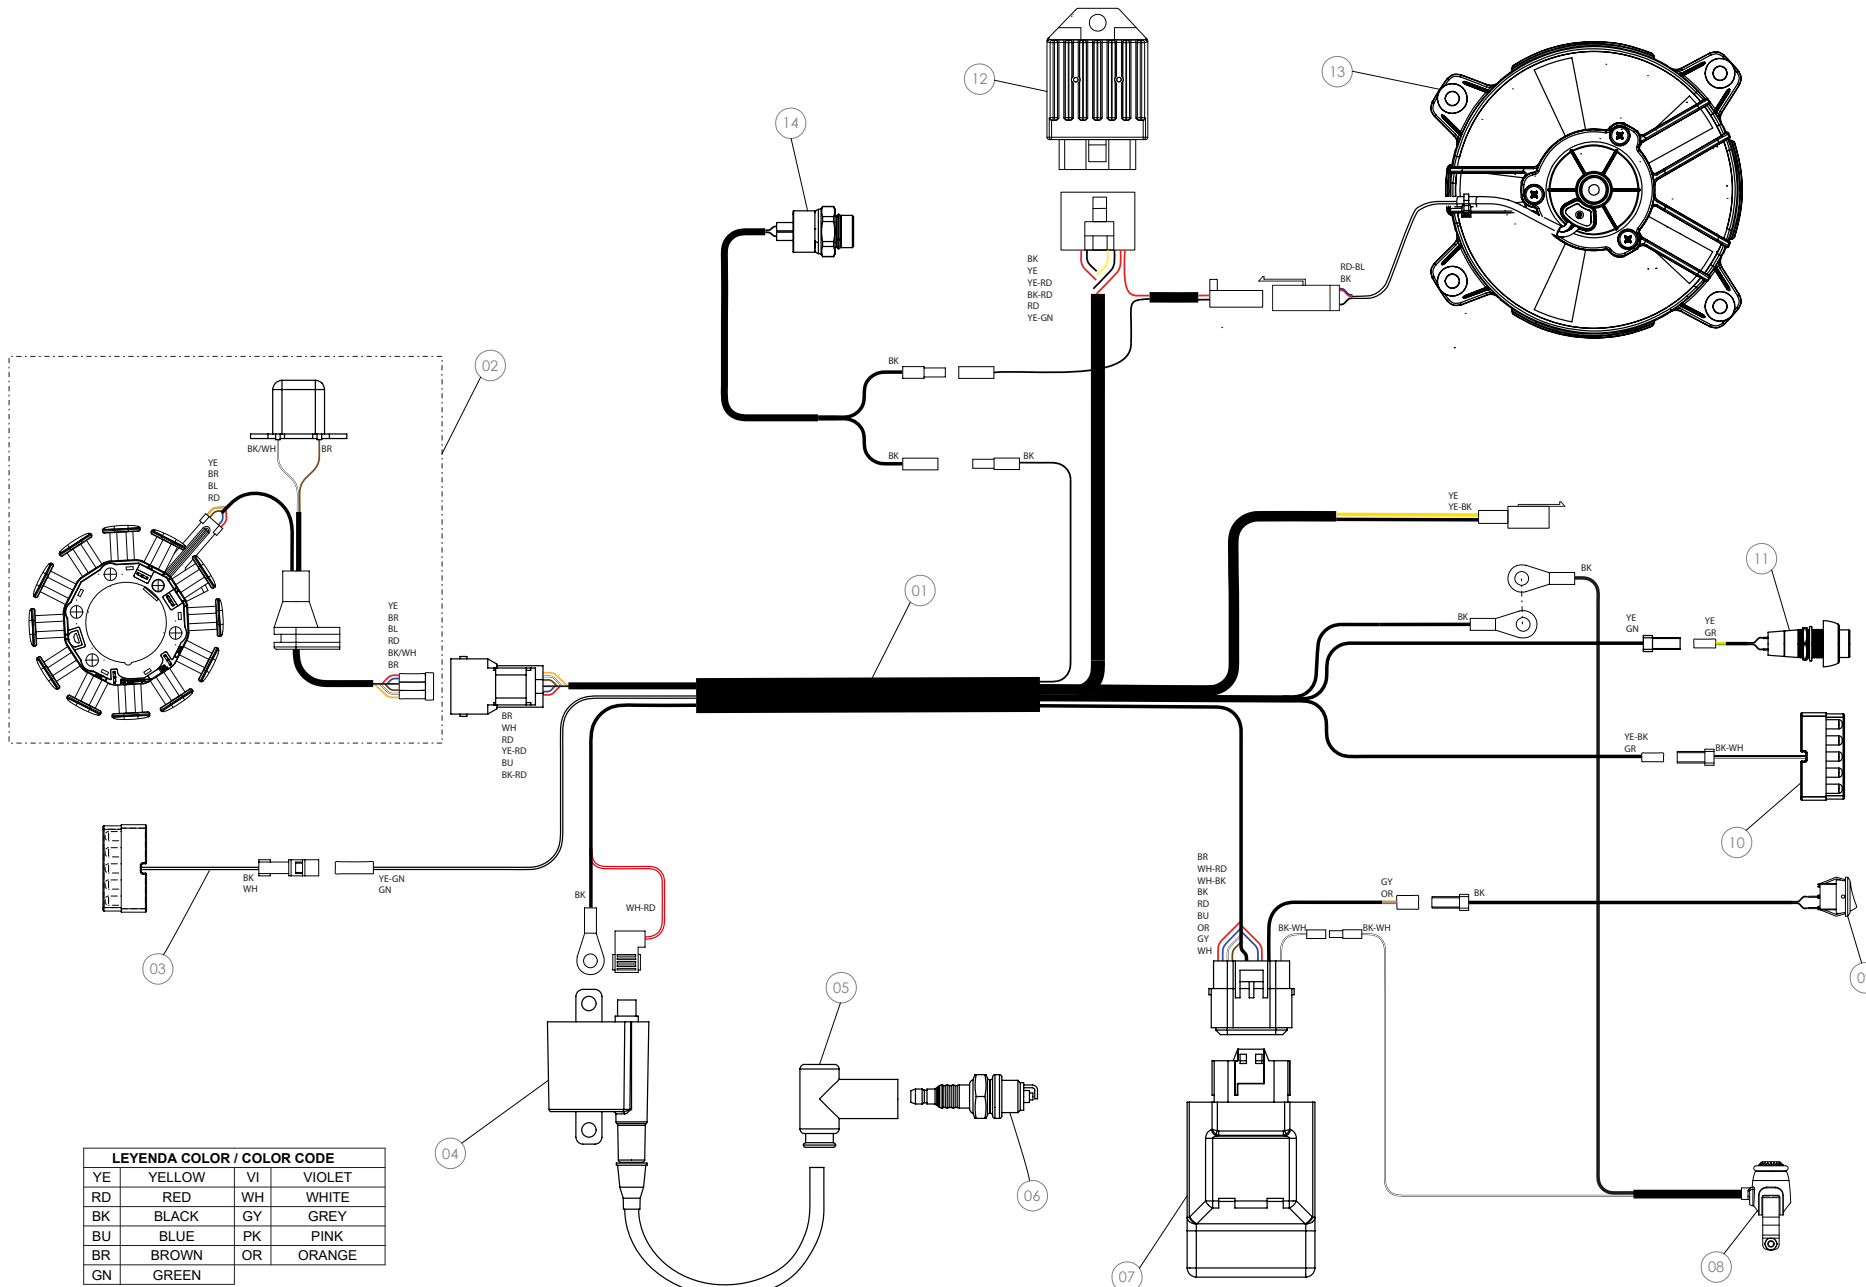 12
13
14
BK
YE
YE-RD
BK-RD
RD
YE-GN
RD-BL
BK
02
BK
BK/WH
BR
YE
BR
BL
RD
BK
BK
YE
YE-BK
11
01
BK
BK
YE
BR
BL
RD
BK/WH
BR
YE
GN
YE
GR
BR
WH
RD
YE-RD
BU
BK-RD
YE-BK
GR
BK-WH
10
BK
WH
YE-GN
GN
BK
WH-RD
BR
WH-RD
WH-BK
BK
RD
BU
OR
GY
WH
GY
OR
BK
BK-WH
BK-WH
03
05
04
06
07
08
LEYENDA COLOR / COLOR CODE
YE YELLOW VI VIOLET
RD RED WH WHITE
BK BLACK GY GREY
BU BLUE PK PINK
BR BROWN OR ORANGE
GN GREEN